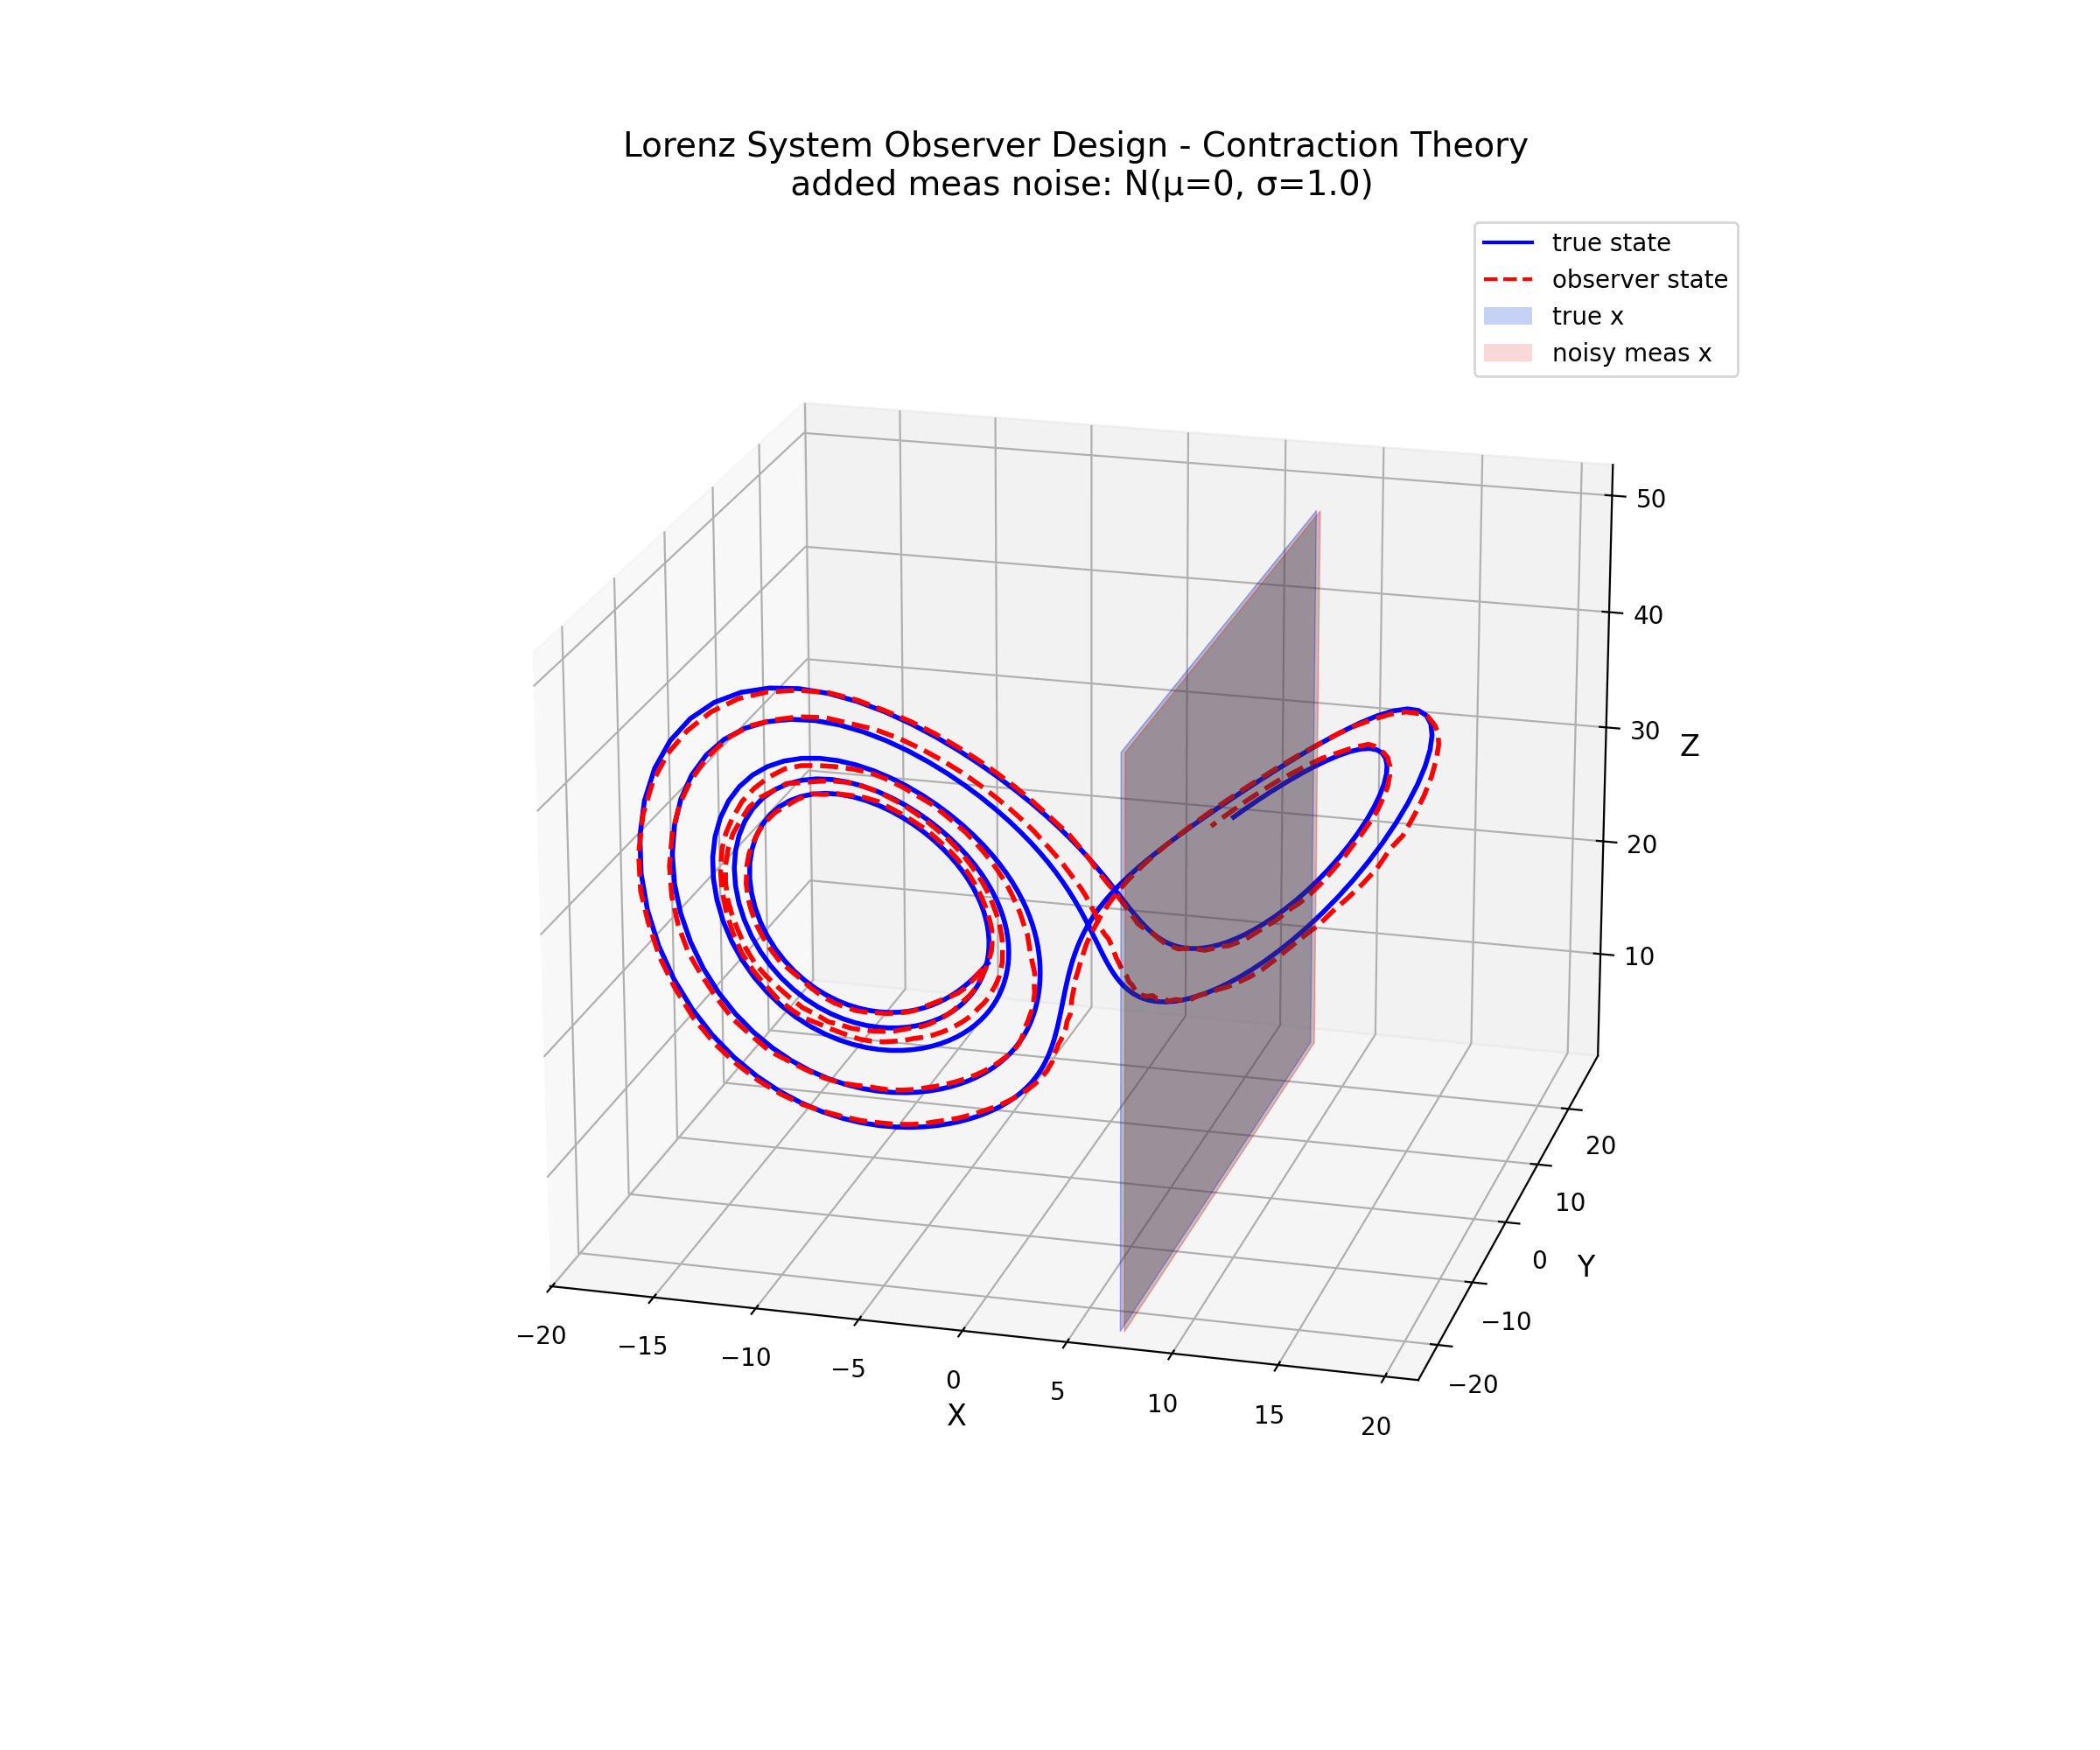 Lorenz System Observer Design - Contraction Theory
added meas noise: N(μ=0, σ=1.0)
true state
observer state
true x
noisy meas x
50
40
30
Z
20
10
20
10
0
Y
−10
−20
−20
−15
−10
−5
0
5
10
15
20
X